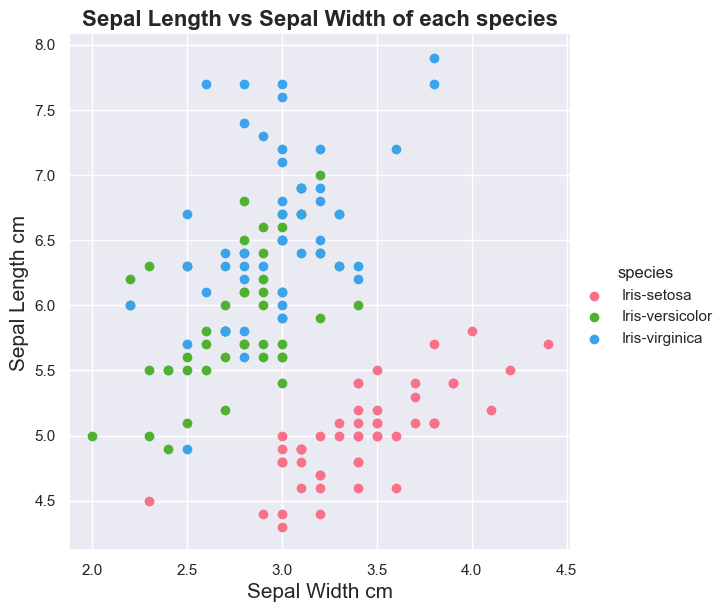 Sepal Length vs Sepal Width of each species
8.0
7.5
7.0
6.5
6.0
5.5
5.0
4.5
Sepal Length cm
2.0 2.5 3.0 3.5 4.0 4.5
Sepal Width cm
species
Iris-setosa
Iris-versicolor
Iris-virginica